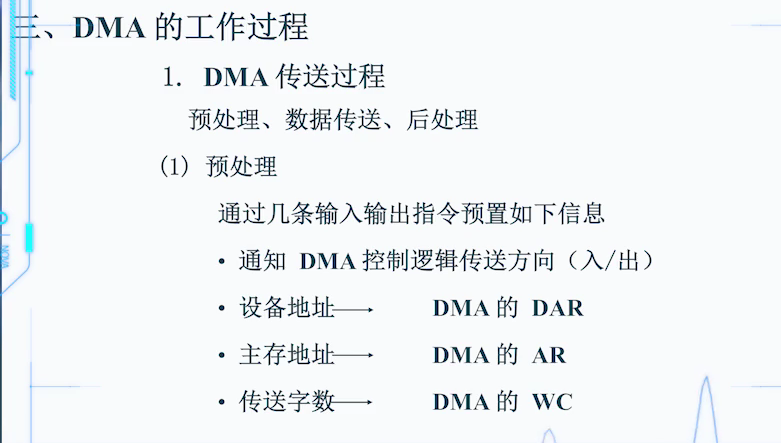 三、DMA 的工作过程
1. DMA 传送过程
预处理、数据传送、后处理
(1) 预处理
通过几条输入输出指令预置如下信息
• 通知 DMA 控制逻辑传送方向（入/出）
• 设备地址→ DMA 的 DAR
• 主存地址→ DMA 的 AR
• 传送字数→ DMA 的 WC